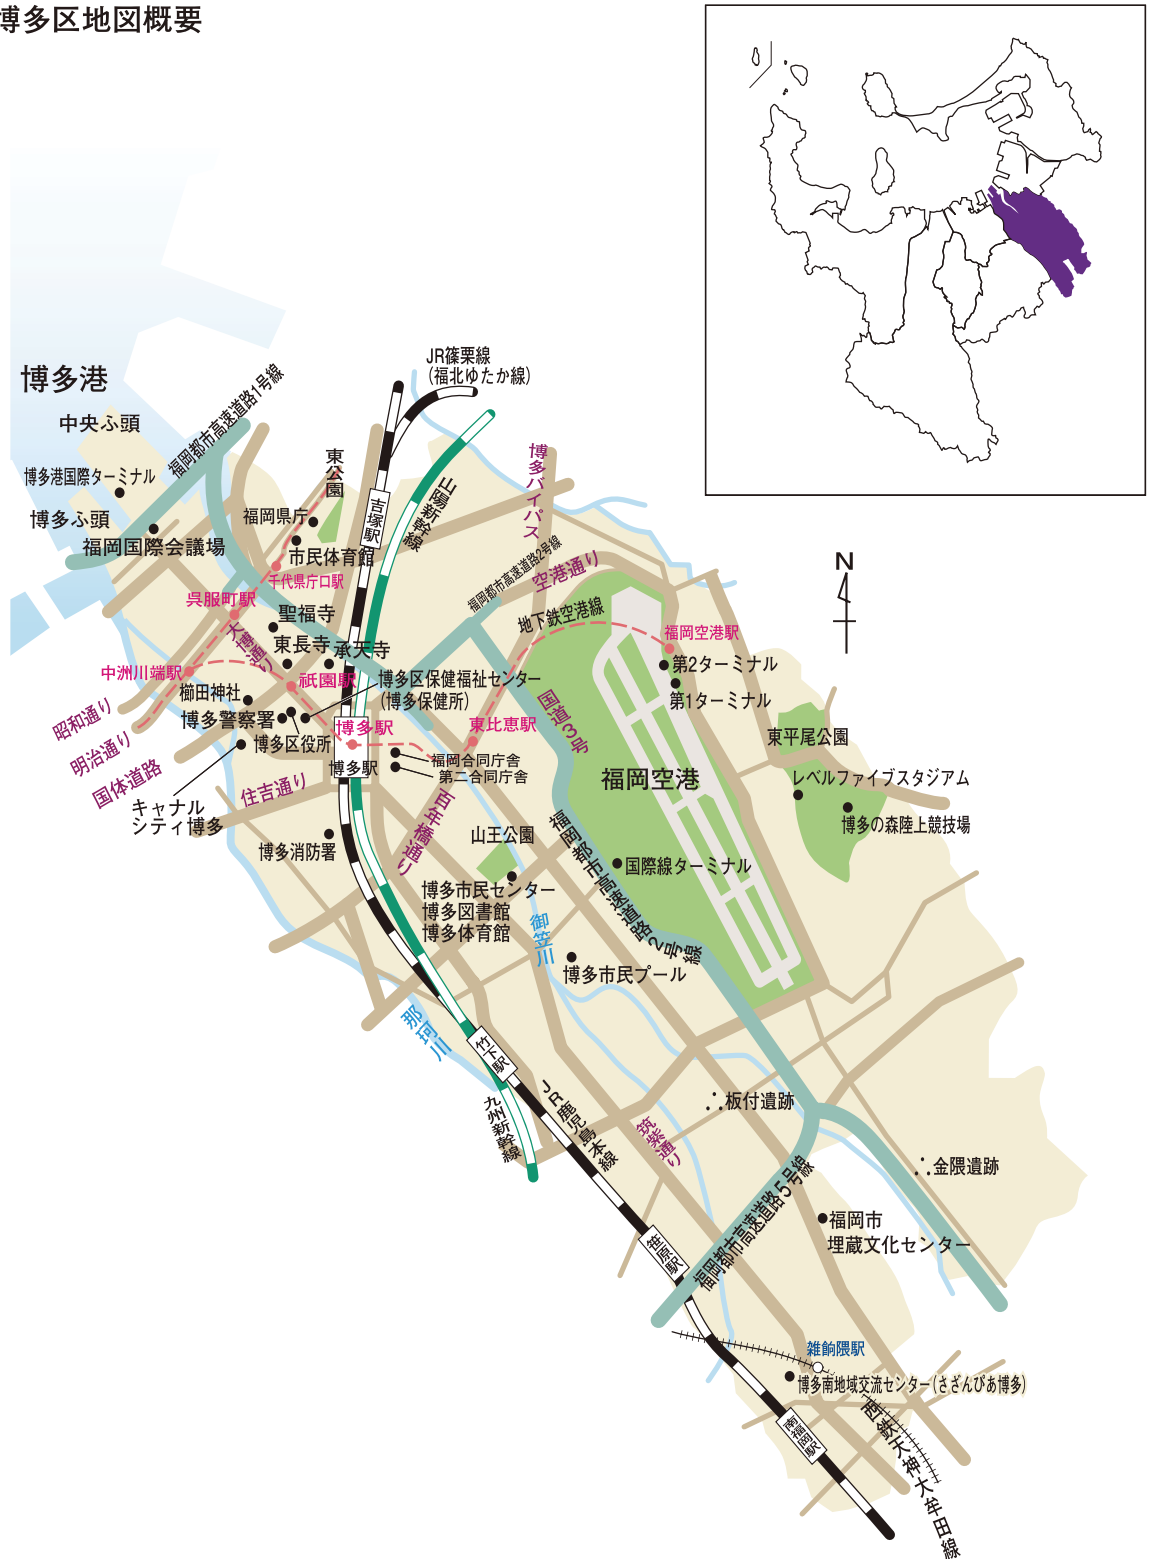 博多区地図概要
JR篠栗線
(福北ゆたか線)
博多港
福岡都市高速道路1号線
中央ふ頭
東公園
博多バイパス
博多港国際ターミナル
山陽新幹線
吉塚駅
博多ふ頭
福岡県庁
福岡国際会議場
市民体育館
千代県庁口駅
福岡都市高速道路2号線
空港通り
N
呉服町駅
聖福寺
地下鉄空港線
福岡空港駅
大博通り
東長寺
承天寺
第2ターミナル
中洲川端駅
祇園駅
博多区保健福祉センター
(博多保健所)
第1ターミナル
櫛田神社
昭和通り
博多警察署
博多駅
東比恵駅
国道3号
明治通り
博多区役所
東平尾公園
国体道路
博多駅
福岡合同庁舎
第二合同庁舎
福岡空港
レベルファイブスタジアム
住吉通り
キャナル
シティ博多
百年橋通り
博多の森陸上競技場
山王公園
福岡都市高速道路2号線
博多消防署
国際線ターミナル
博多市民センター
博多図書館
博多体育館
御笠川
博多市民プール
那珂川
竹下駅
九州新幹線
JR鹿児島本線
板付遺跡
筑紫通り
金隈遺跡
福岡都市高速道路5号線
福岡市
埋蔵文化センター
笹原駅
雑餉隈駅
博多南地域交流センター(さざんぴあ博多)
南福岡駅
西鉄天神大牟田線